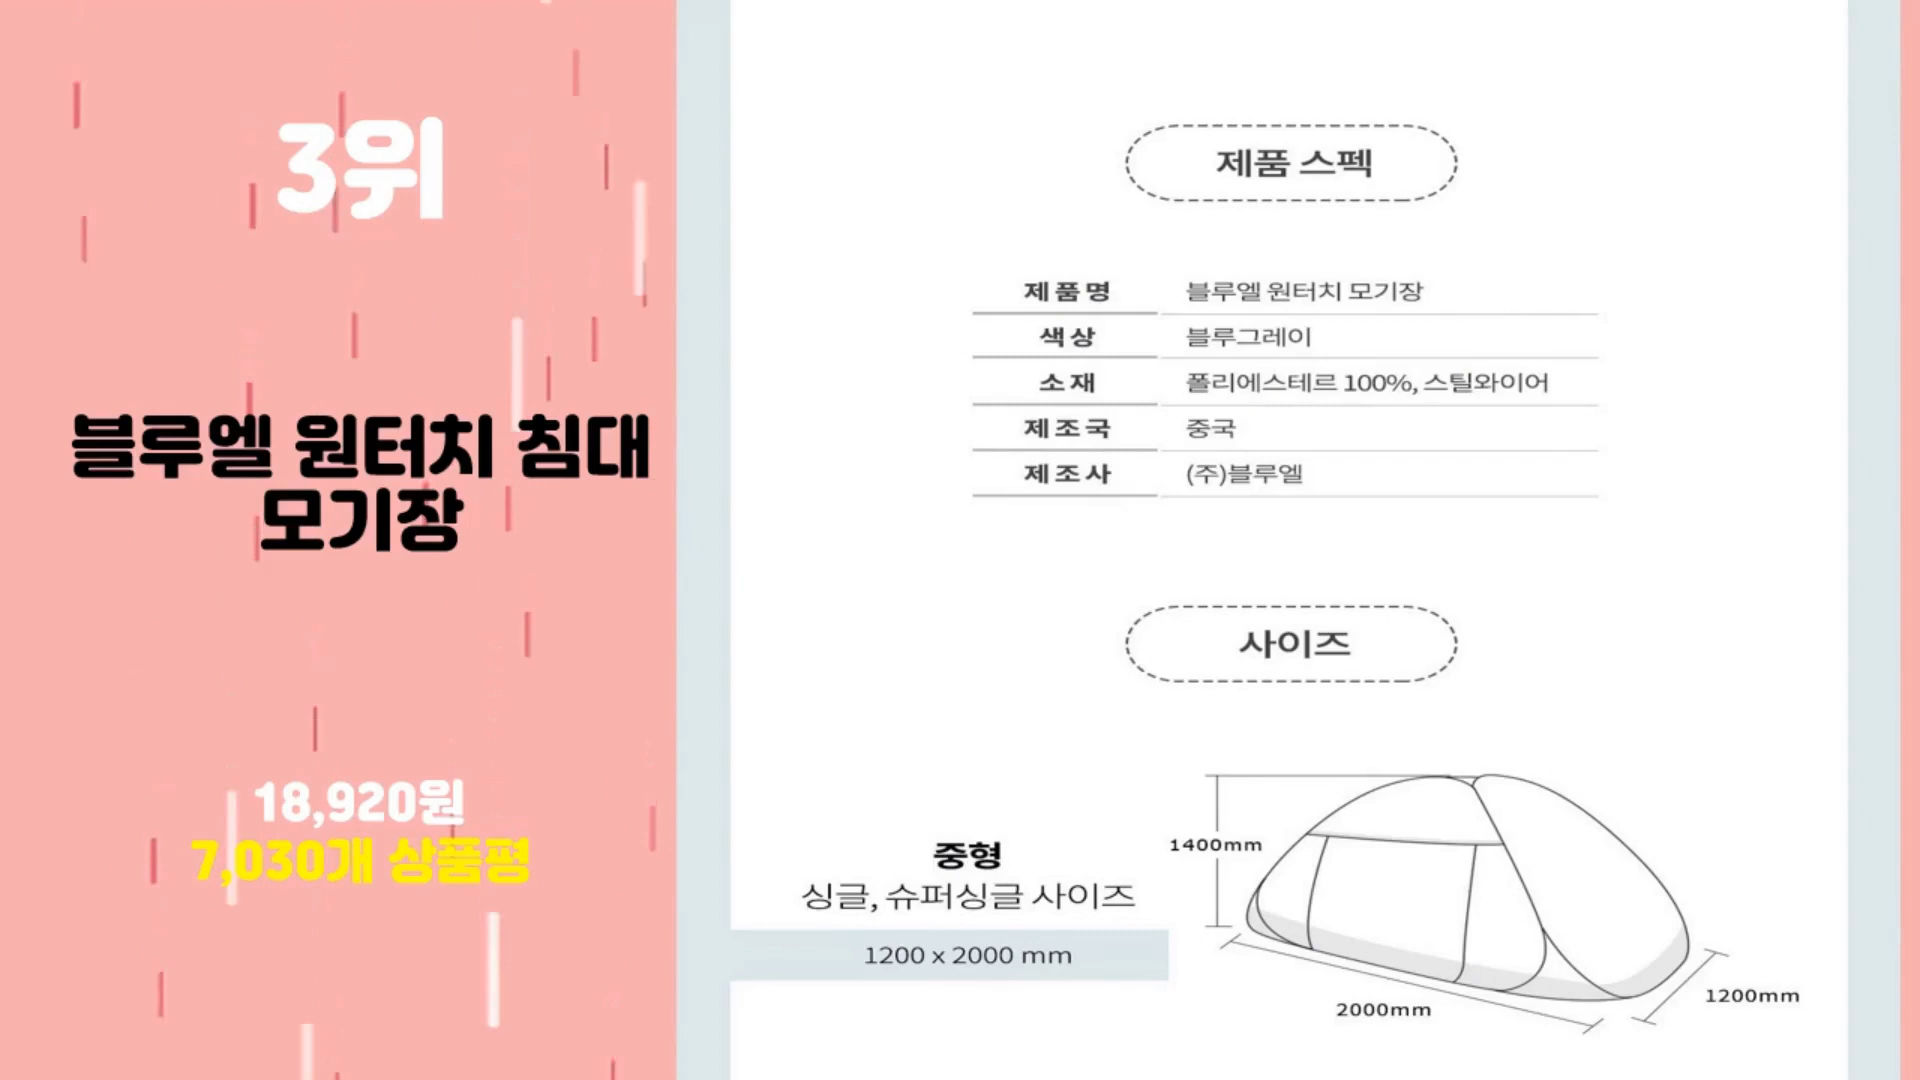 3위
블루엘 원터치 침대
모기장
18,920원
7,030개 상품평
제품 스펙
제품명 블루엘 원터치 모기장
색상 블루그레이
소재 폴리에스테르 100%, 스틸와이어
제조국 중국
제조사 (주)블루엘
사이즈
중형
싱글, 슈퍼싱글 사이즈
1200 x 2000 mm
1400mm
2000mm
1200mm